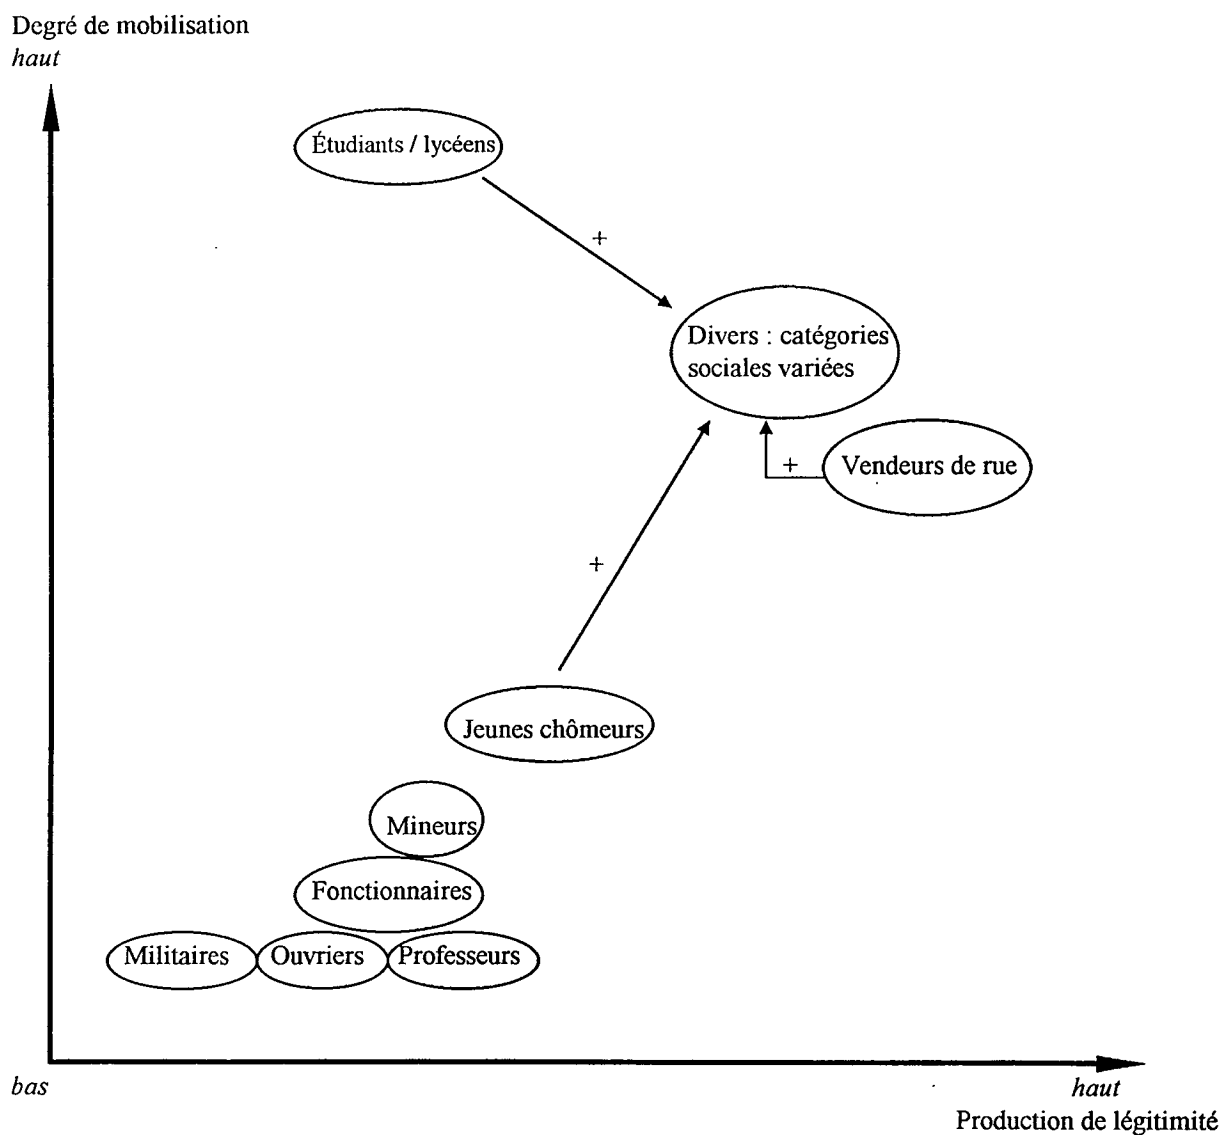 Degré de mobilisation
haut
Étudiants / lycéens
+
Divers : catégories
sociales variées
+
Vendeurs de rue
+
Jeunes chômeurs
Mineurs
Fonctionnaires
Militaires
Ouvriers
Professeurs
bas
haut
Production de légitimité